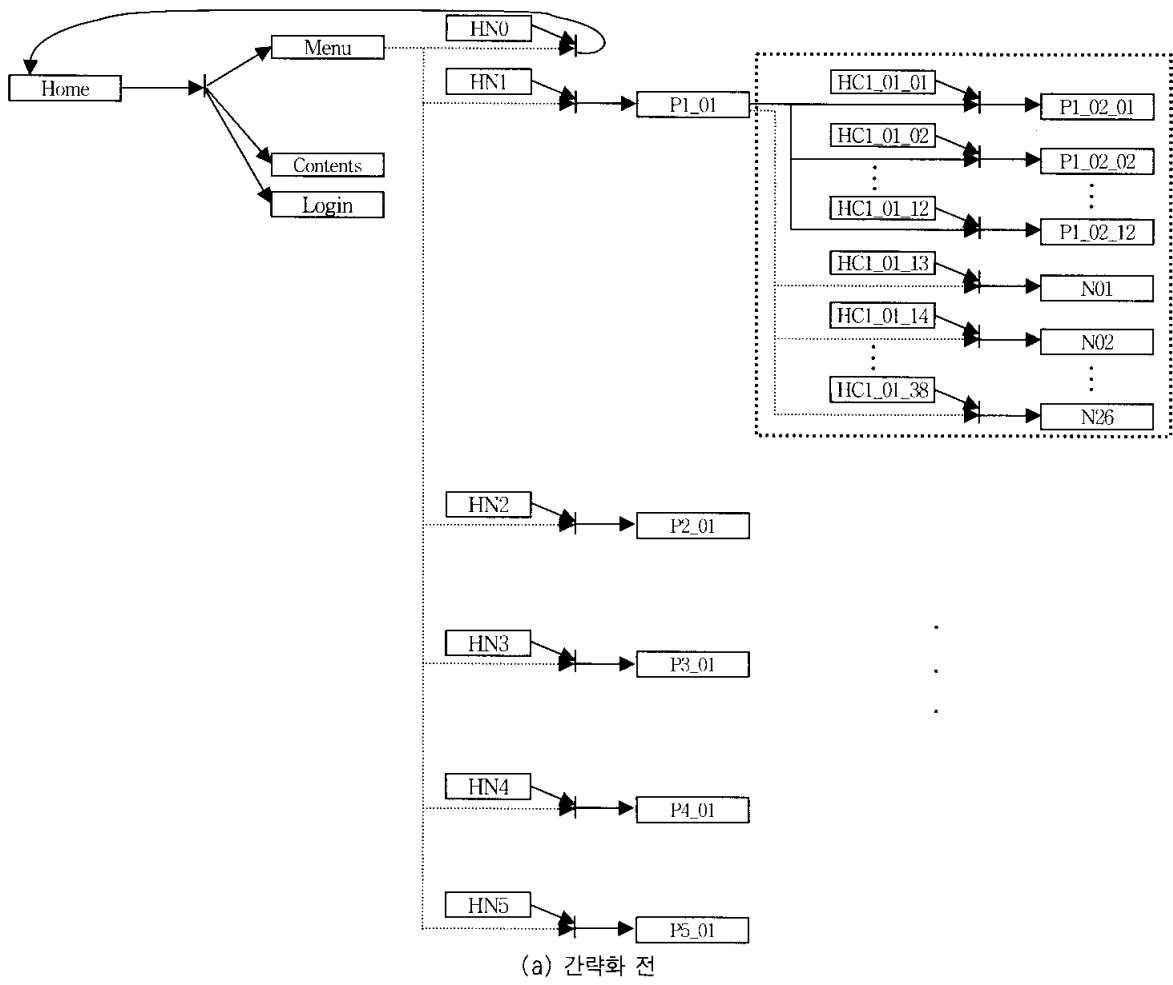 HN0
Menu
HN1
Home
HC1_01_01
P1_01
P1_02_01
HC1_01_02
Contents
P1_02_02
Login
HC1_01_12
P1_02_12
HC1_01_13
N01
HC1_01_14
N02
HC1_01_38
N26
HN2
P2_01
HN3
P3_01
HN4
P4_01
HN5
P5_01
(a) 간략화 전